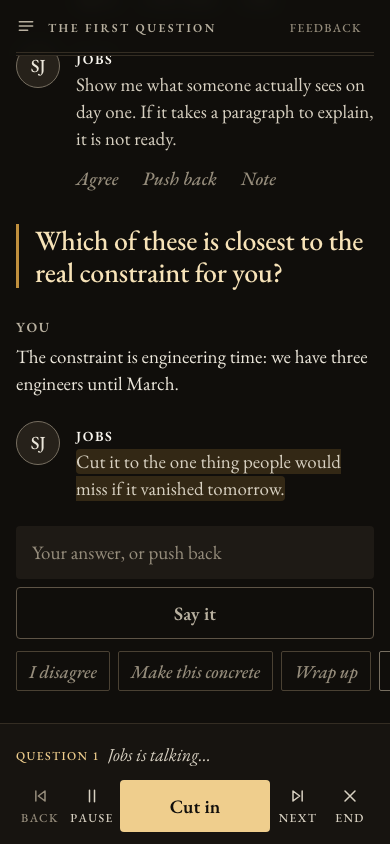 THE FIRST QUESTION
FEEDBACK
SJ
JOBS
Show me what someone actually sees on
day one. If it takes a paragraph to explain,
it is not ready.
Agree
Push back
Note
Which of these is closest to the
real constraint for you?
YOU
The constraint is engineering time: we have three
engineers until March.
SJ
JOBS
Cut it to the one thing people would
miss if it vanished tomorrow.
Your answer, or push back
Say it
I disagree
Make this concrete
Wrap up
QUESTION 1 Jobs is talking...
BACK
PAUSE
Cut in
NEXT
END